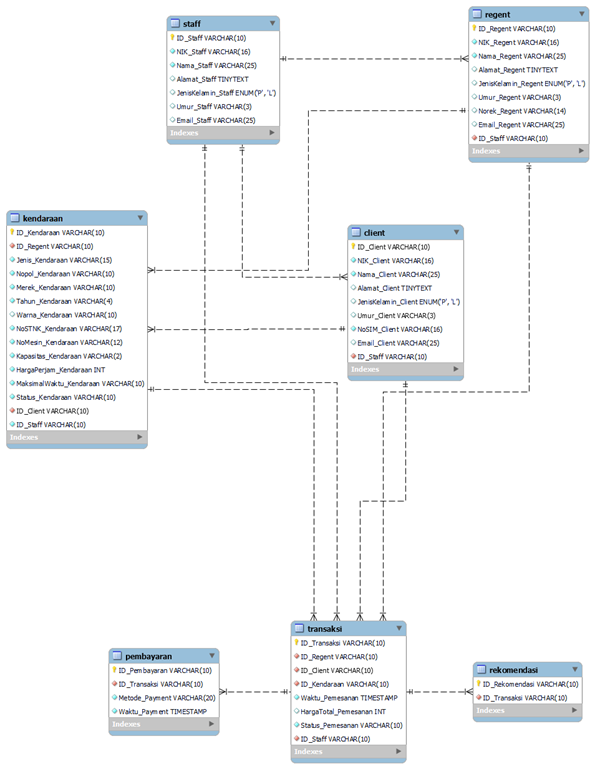 staff
ID_Staff VARCHAR(10)
NIK_Staff VARCHAR(16)
Nama_Staff VARCHAR(25)
Alamat_Staff TINYTEXT
JenisKelamin_Staff ENUM('P', 'L')
Umur_Staff VARCHAR(3)
Email_Staff VARCHAR(25)
Indexes
regent
ID_Regent VARCHAR(10)
NIK_Regent VARCHAR(16)
Nama_Regent VARCHAR(25)
Alamat_Regent TINYTEXT
JenisKelamin_Regent ENUM('P', 'L')
Umur_Regent VARCHAR(3)
Norek_Regent VARCHAR(14)
Email_Regent VARCHAR(25)
ID_Staff VARCHAR(10)
Indexes
kendaraan
ID_Kendaraan VARCHAR(10)
ID_Regent VARCHAR(10)
Jenis_Kendaraan VARCHAR(15)
Nopol_Kendaraan VARCHAR(10)
Merek_Kendaraan VARCHAR(10)
Tahun_Kendaraan VARCHAR(4)
Warna_Kendaraan VARCHAR(10)
NoSTNK_Kendaraan VARCHAR(17)
NoMesin_Kendaraan VARCHAR(12)
Kapasitas_Kendaraan VARCHAR(2)
HargaPerjam_Kendaraan INT
MaksimalWaktu_Kendaraan VARCHAR(10)
Status_Kendaraan VARCHAR(10)
ID_Client VARCHAR(10)
ID_Staff VARCHAR(10)
Indexes
client
ID_Client VARCHAR(10)
NIK_Client VARCHAR(16)
Nama_Client VARCHAR(25)
Alamat_Client TINYTEXT
JenisKelamin_Client ENUM('P', 'L')
Umur_Client VARCHAR(3)
NoSIM_Client VARCHAR(16)
Email_Client VARCHAR(25)
ID_Staff VARCHAR(10)
Indexes
pembayaran
ID_Pembayaran VARCHAR(10)
ID_Transaksi VARCHAR(10)
Metode_Payment VARCHAR(20)
Waktu_Payment TIMESTAMP
Indexes
transaksi
ID_Transaksi VARCHAR(10)
ID_Regent VARCHAR(10)
ID_Client VARCHAR(10)
ID_Kendaraan VARCHAR(10)
Waktu_Pemesanan TIMESTAMP
HargaTotal_Pemesanan INT
Status_Pemesanan VARCHAR(10)
ID_Staff VARCHAR(10)
Indexes
rekomendasi
ID_Rekomendasi VARCHAR(10)
ID_Transaksi VARCHAR(10)
Indexes